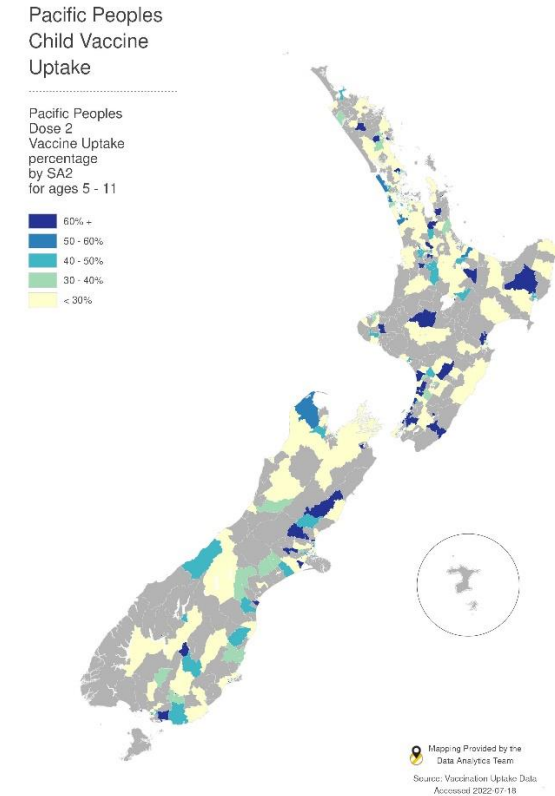 Pacific Peoples
Child Vaccine
Uptake
Pacific Peoples
Dose 2
Vaccine Uptake
percentage
by SA2
for ages 5 - 11
60% +
50 - 60%
40 - 50%
30 - 40%
< 30%
Mapping Provided by the
Data Analytics Team
Source: Vaccination Uptake Data
Accessed 2022-07-18